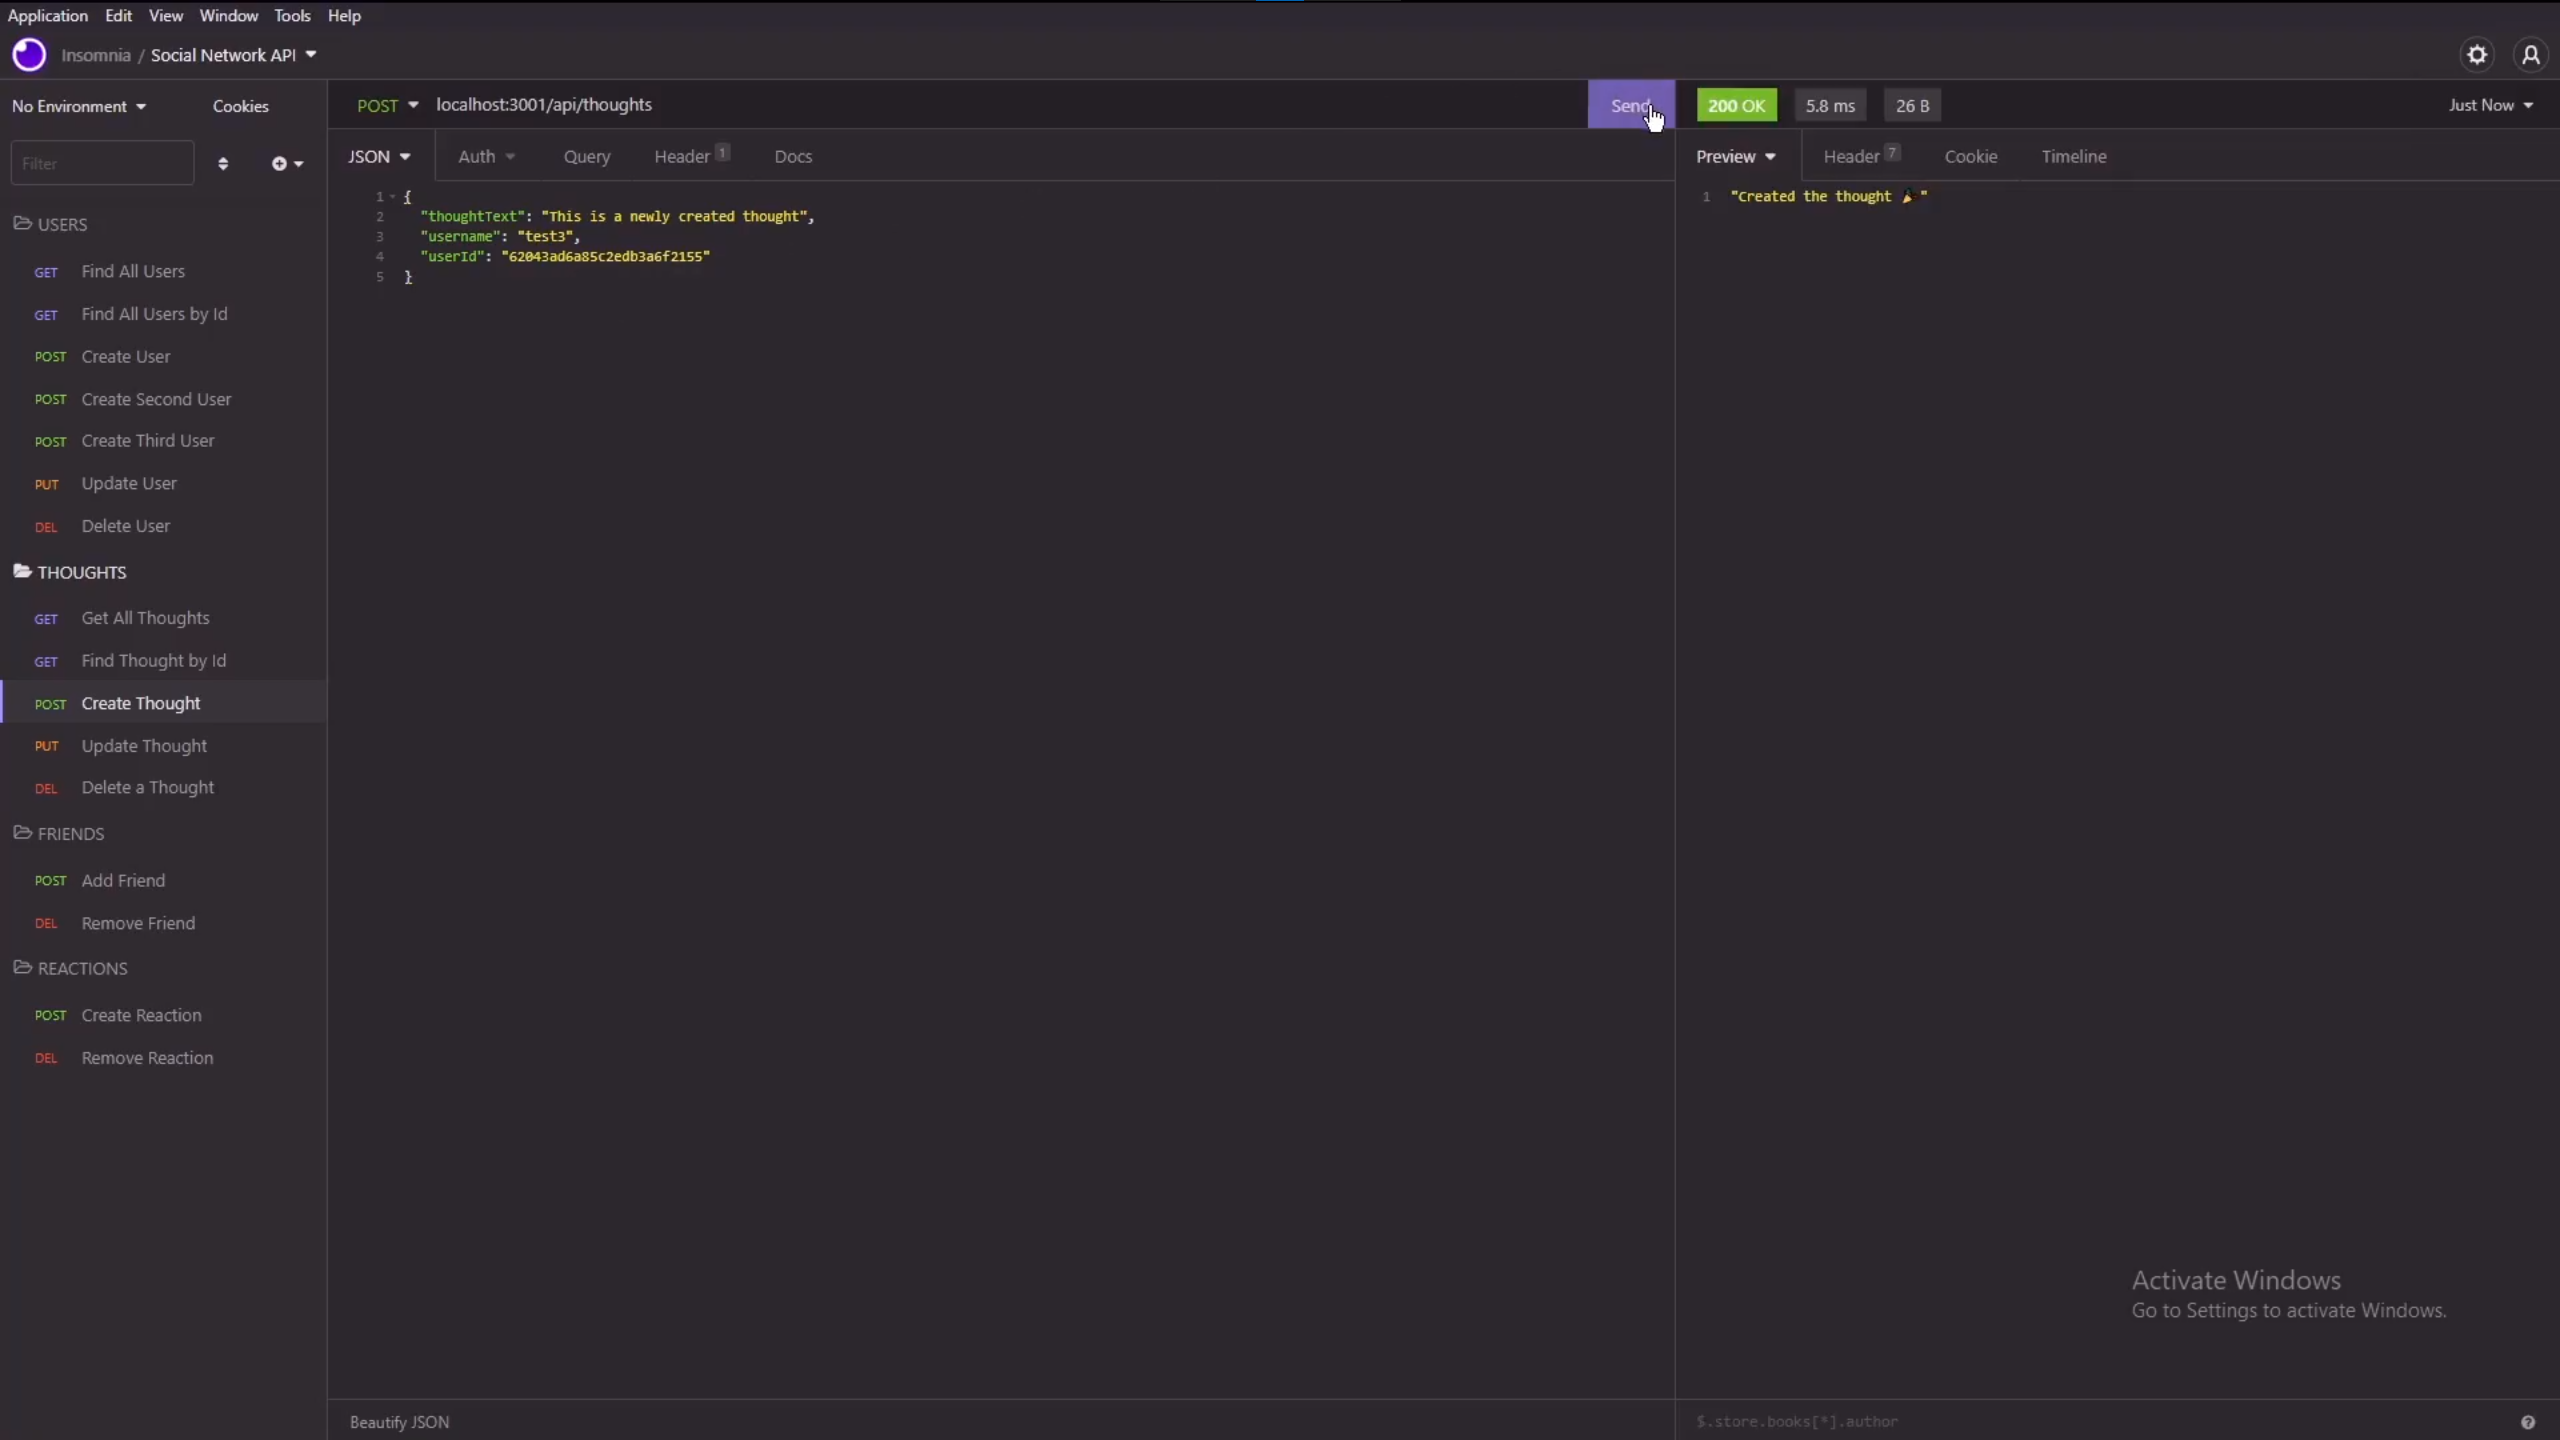 Application Edit View Window Tools Help
Insomnia / Social Network API
No Environment Cookies
Filter
USERS
GET Find All Users
GET Find All Users by Id
POST Create User
POST Create Second User
POST Create Third User
PUT Update User
DEL Delete User
THOUGHTS
GET Get All Thoughts
GET Find Thought by Id
POST Create Thought
PUT Update Thought
DEL Delete a Thought
FRIENDS
POST Add Friend
DEL Remove Friend
REACTIONS
POST Create Reaction
DEL Remove Reaction
POST localhost:3001/api/thoughts Send
JSON Auth Query Header 1 Docs
1 {
2 "thoughtText": "This is a newly created thought",
3 "username": "test3",
4 "userId": "62043ad6a85c2edb3a6f2155"
5 }
Beautify JSON
200 OK 5.8 ms 26 B Just Now
Preview Header 7 Cookie Timeline
1 "Created the thought 🎉"
Activate Windows
Go to Settings to activate Windows.
$.store.books[*].author